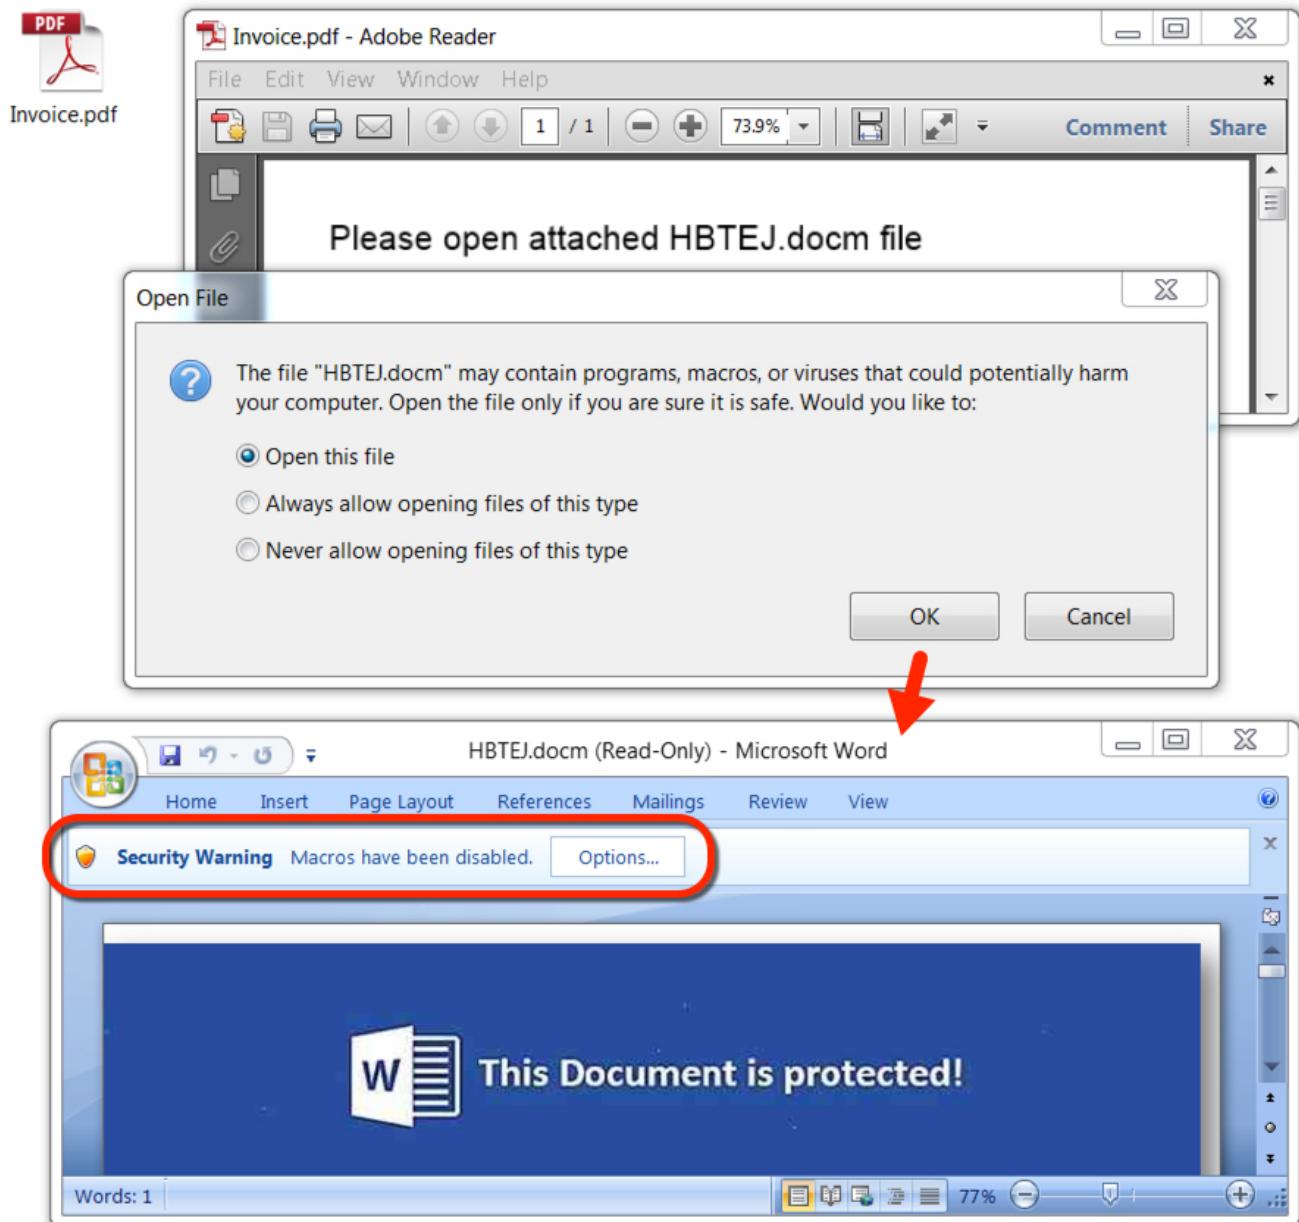 PDF
Invoice.pdf
Invoice.pdf - Adobe Reader
File Edit View Window Help
1 / 1 73.9% Comment Share
Please open attached HBTEJ.docm file
Open File
The file "HBTEJ.docm" may contain programs, macros, or viruses that could potentially harm
your computer. Open the file only if you are sure it is safe. Would you like to:
Open this file
Always allow opening files of this type
Never allow opening files of this type
OK Cancel
HBTEJ.docm (Read-Only) - Microsoft Word
Home Insert Page Layout References Mailings Review View
Security Warning Macros have been disabled. Options...
W This Document is protected!
Words: 1 77%